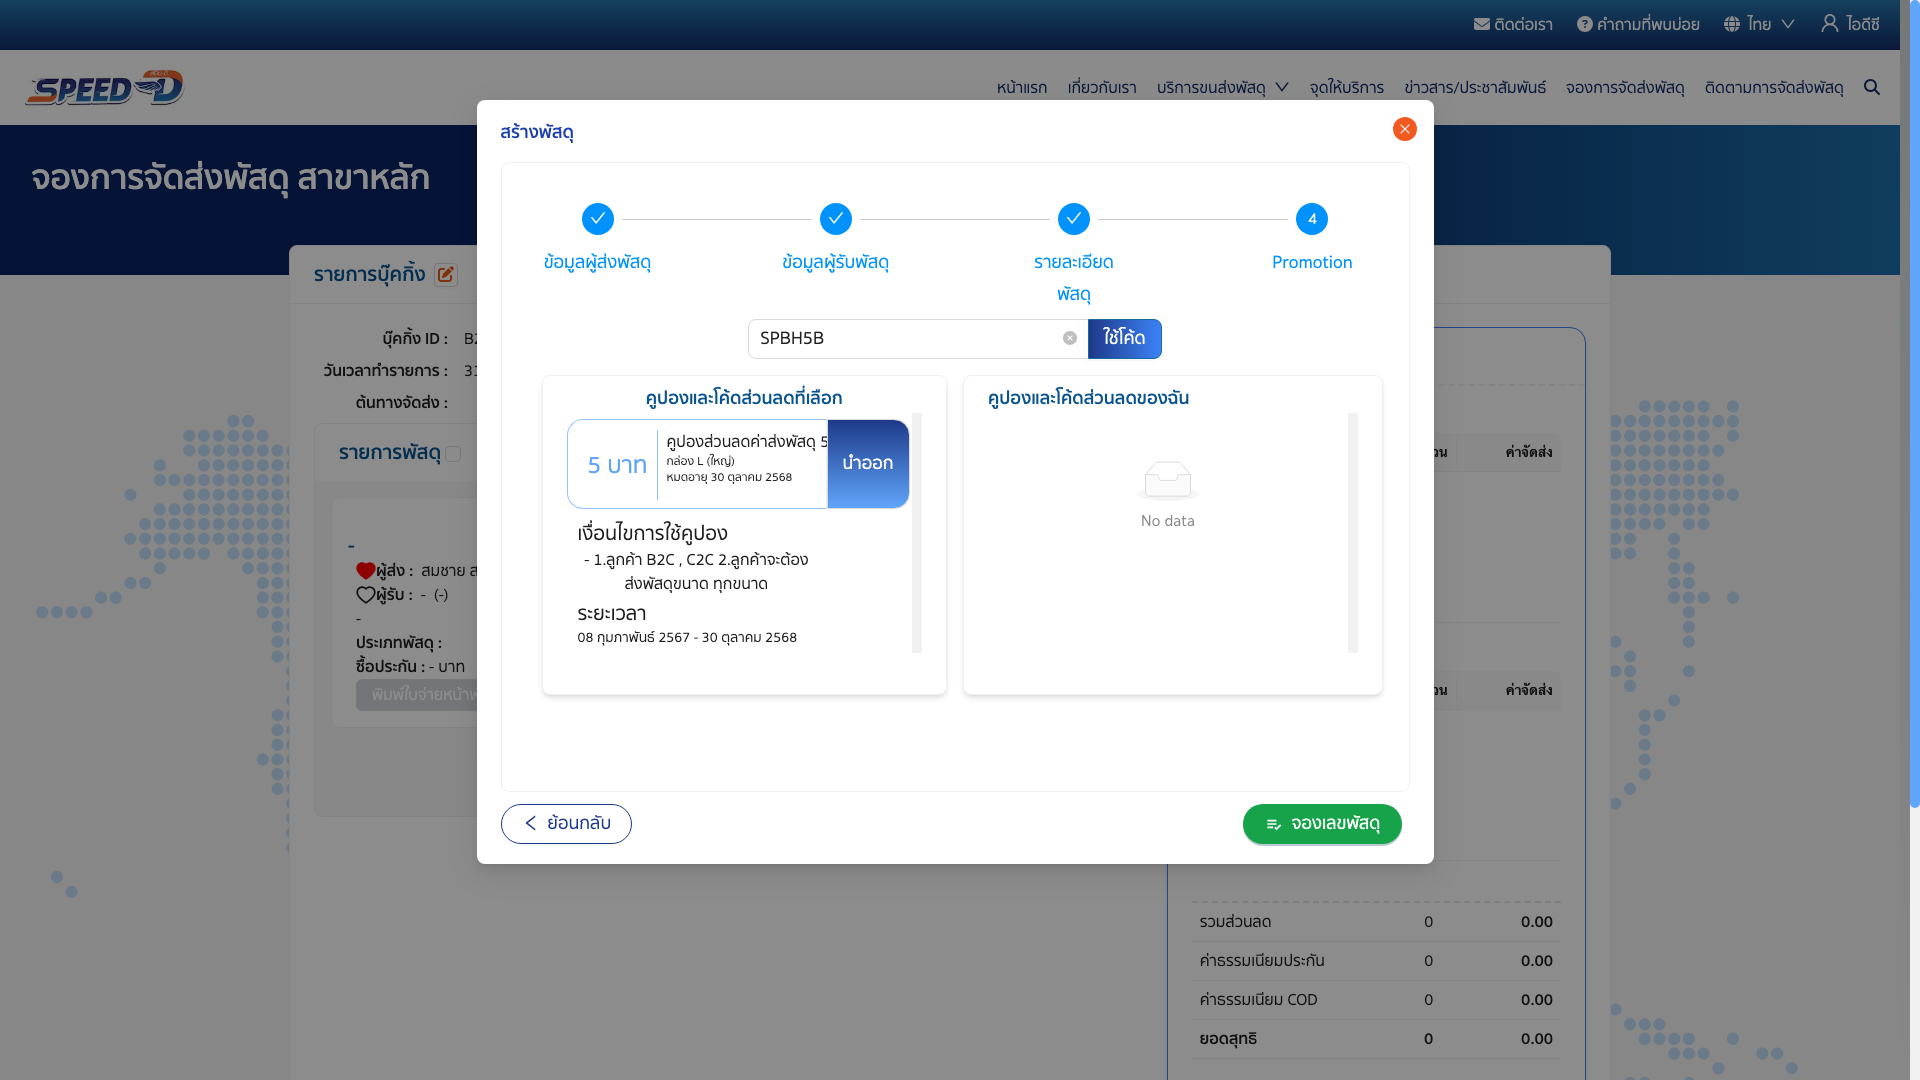 ติดต่อเรา
คำถามที่พบบ่อย
ไทย
ไอดีซี
SPEED D
หน้าแรก
เกี่ยวกับเรา
บริการขนส่งพัสดุ
จุดให้บริการ
ข่าวสาร/ประชาสัมพันธ์
จองการจัดส่งพัสดุ
ติดตามการจัดส่งพัสดุ
จองการจัดส่งพัสดุ สาขาหลัก
สร้างพัสดุ
4
ข้อมูลผู้ส่งพัสดุ
ข้อมูลผู้รับพัสดุ
รายละเอียด
พัสดุ
Promotion
SPBH5B
ใช้โค้ด
คูปองและโค้ดส่วนลดที่เลือก
5 บาท
คูปองส่วนลดค่าส่งพัสดุ 5
กล่อง L (ใหญ่)
หมดอายุ 30 ตุลาคม 2568
นำออก
เงื่อนไขการใช้คูปอง
- 1.ลูกค้า B2C , C2C 2.ลูกค้าจะต้อง
ส่งพัสดุขนาด ทุกขนาด
ระยะเวลา
08 กุมภาพันธ์ 2567 - 30 ตุลาคม 2568
คูปองและโค้ดส่วนลดของฉัน
No data
ย้อนกลับ
จองเลขพัสดุ
รายการบุ๊คกิ้ง
บุ๊คกิ้ง ID :
วันเวลาทำรายการ : 31
ต้นทางจัดส่ง :
รายการพัสดุ
-
ผู้ส่ง : สมชาย
ผู้รับ : - (-)
-
ประเภทพัสดุ :
ซื้อประกัน : - บาท
พิมพ์ใบจ่ายหน้า
ค่าจัดส่ง
ค่าจัดส่ง
รวมส่วนลด 0 0.00
ค่าธรรมเนียมประกัน 0 0.00
ค่าธรรมเนียม COD 0 0.00
ยอดสุทธิ 0 0.00